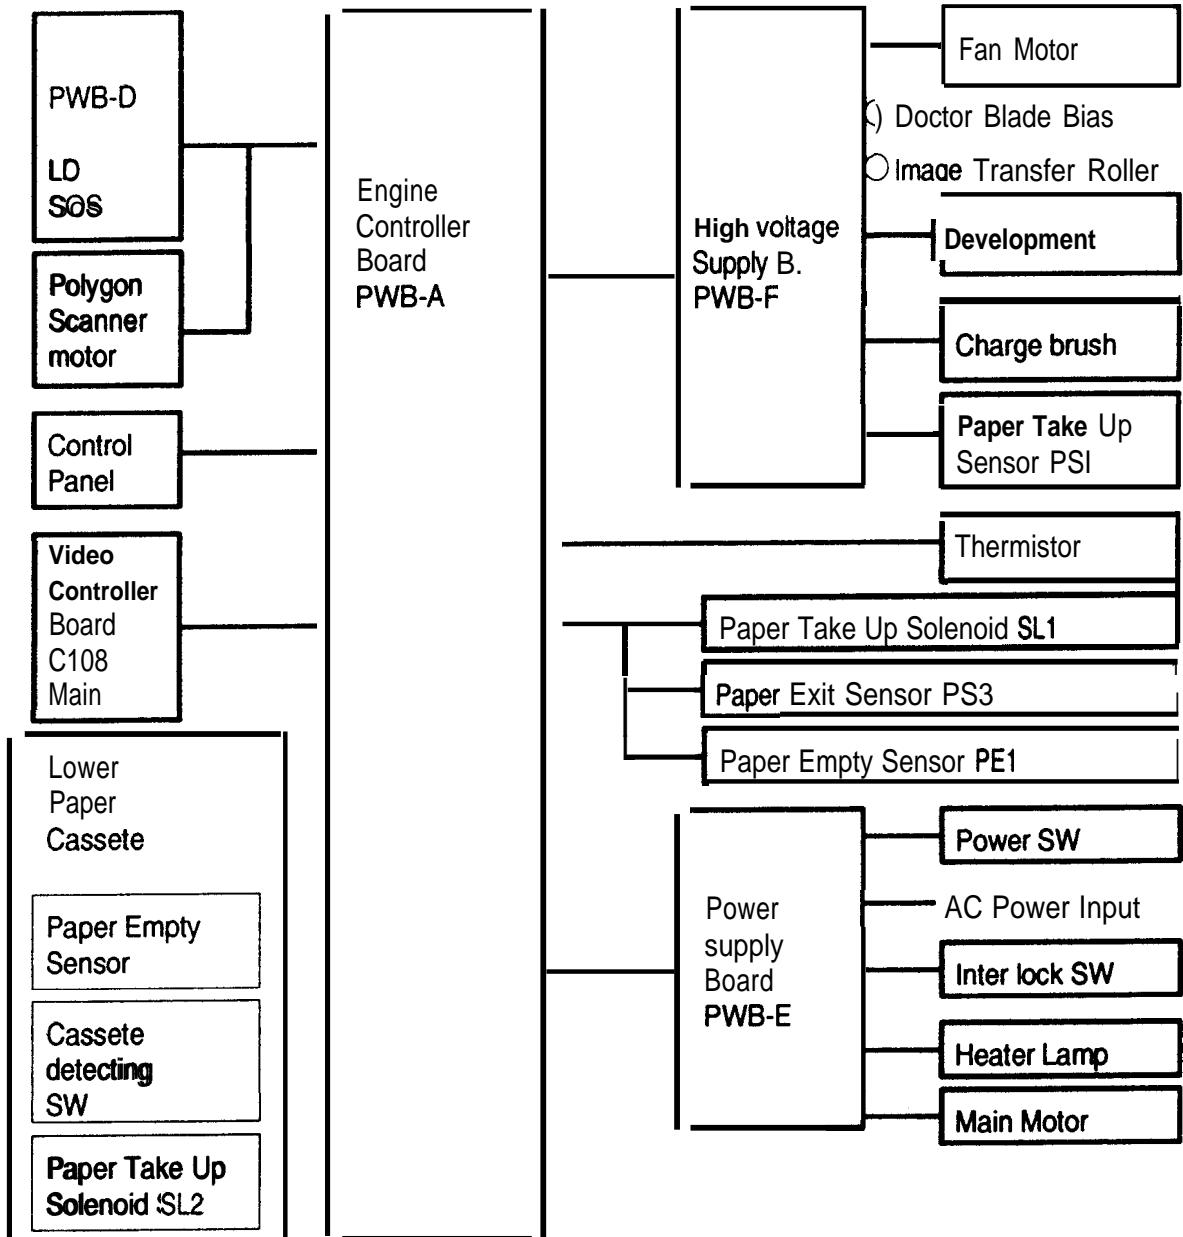 PWB-D
LD
SOS
Polygon
Scanner
motor
Control
Panel
Video
Controller
Board
C108
Main
Lower
Paper
Cassete
Paper Empty
Sensor
Cassete
detecting
SW
Paper Take Up
Solenoid SL2
Engine
Controller
Board
PWB-A
High voltage
Supply B.
PWB-F
Fan Motor
Doctor Blade Bias
Image Transfer Roller
Development
Charge brush
Paper Take Up
Sensor PSI
Thermistor
Paper Take Up Solenoid SL1
Paper Exit Sensor PS3
Paper Empty Sensor PE1
Power
supply
Board
PWB-E
Power SW
AC Power Input
Inter lock SW
Heater Lamp
Main Motor